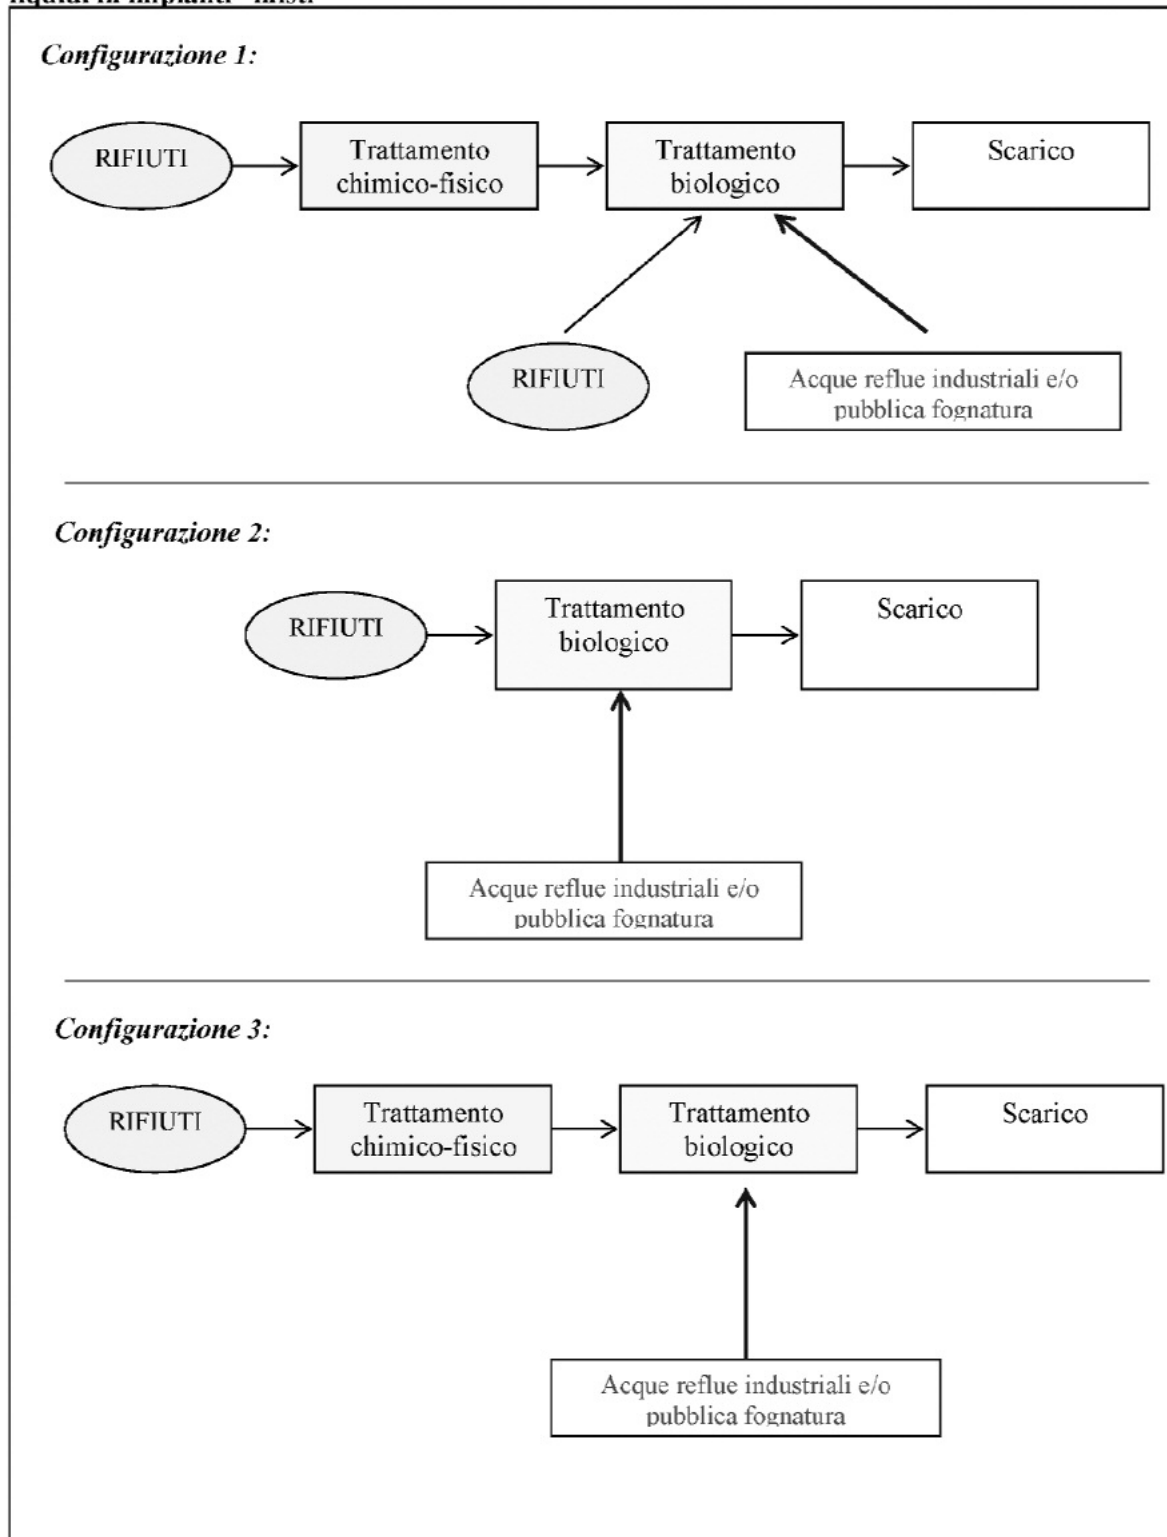 Configurazione 1:
RIFIUTI
Trattamento
chimico-fisico
Trattamento
biologico
Scarico
RIFIUTI
Acque reflue industriali e/o
pubblica fognatura
Configurazione 2:
RIFIUTI
Trattamento
biologico
Scarico
Acque reflue industriali e/o
pubblica fognatura
Configurazione 3:
RIFIUTI
Trattamento
chimico-fisico
Trattamento
biologico
Scarico
Acque reflue industriali e/o
pubblica fognatura